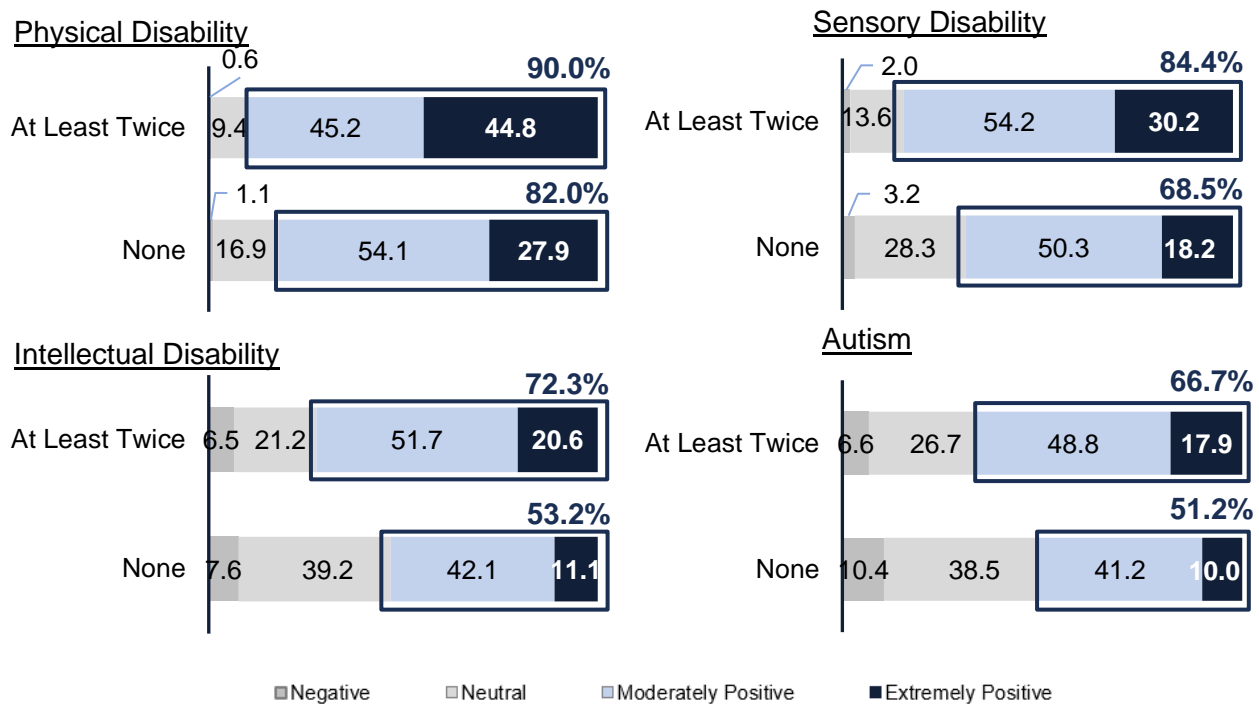 Physical Disability
0.6
90.0%
At Least Twice
9.4
45.2
44.8
1.1
82.0%
None
16.9
54.1
27.9
Sensory Disability
2.0
84.4%
At Least Twice
13.6
54.2
30.2
3.2
68.5%
None
28.3
50.3
18.2
Intellectual Disability
72.3%
At Least Twice
6.5
21.2
51.7
20.6
53.2%
None
7.6
39.2
42.1
11.1
Autism
66.7%
At Least Twice
6.6
26.7
48.8
17.9
51.2%
None
10.4
38.5
41.2
10.0
Negative
Neutral
Moderately Positive
Extremely Positive